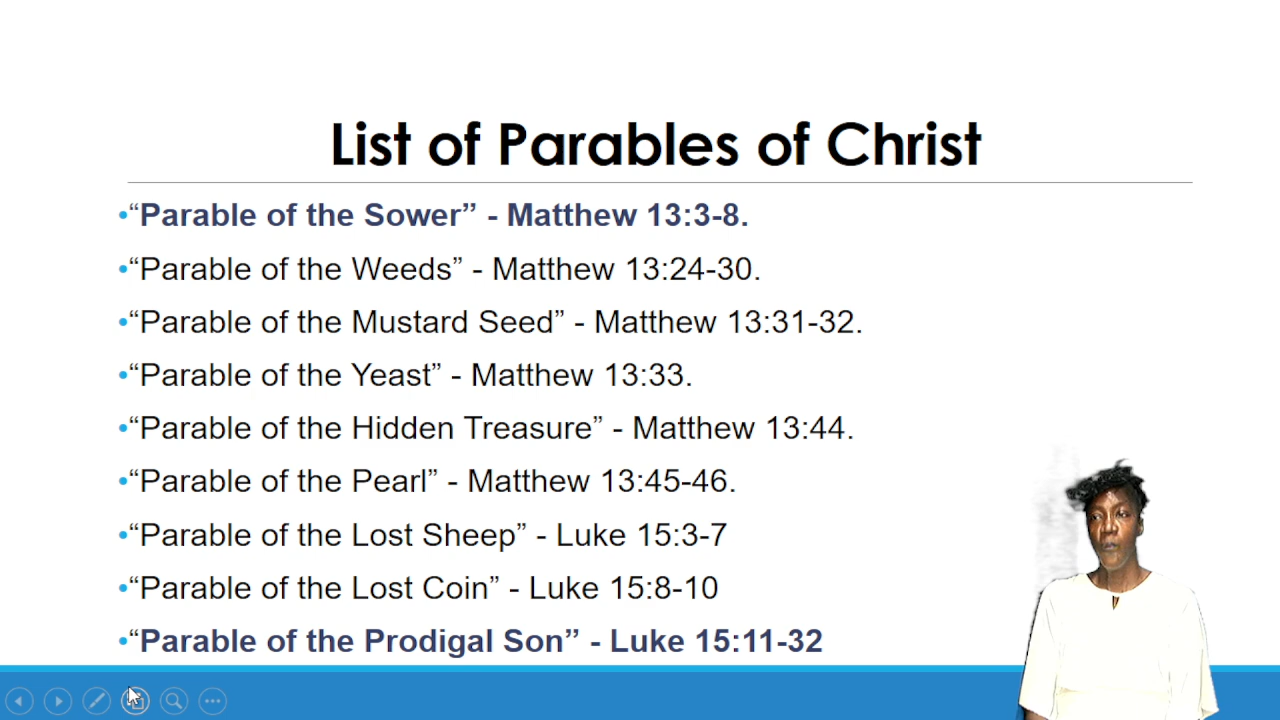 List of Parables of Christ
•“Parable of the Sower” - Matthew 13:3-8.
•“Parable of the Weeds” - Matthew 13:24-30.
•“Parable of the Mustard Seed” - Matthew 13:31-32.
•“Parable of the Yeast” - Matthew 13:33.
•“Parable of the Hidden Treasure” - Matthew 13:44.
•“Parable of the Pearl” - Matthew 13:45-46.
•“Parable of the Lost Sheep” - Luke 15:3-7
•“Parable of the Lost Coin” - Luke 15:8-10
•“Parable of the Prodigal Son” - Luke 15:11-32